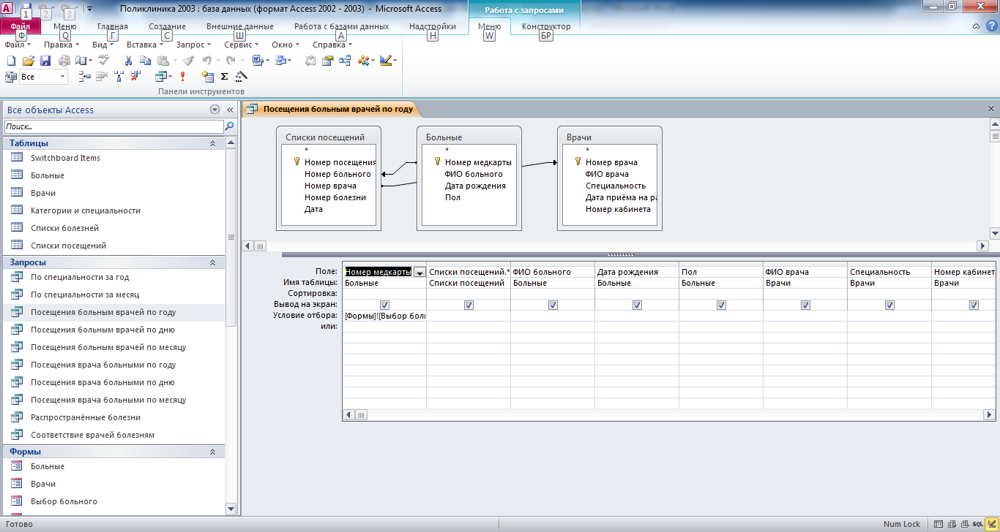 Поликлиника 2003 : база данных (формат Access 2002 - 2003) - Microsoft Access
Работа с запросами
1 2 3
Файл Меню Главная Создание Внешние данные Работа с базами данных Надстройки Меню Конструктор
Ф Q Г С Ш А Н W БР
Файл Правка Вид Вставка Запрос Сервис Окно Справка
Все
Панели инструментов
Все объекты Access
Поиск...
Таблицы
Switchboard Items
Больные
Врачи
Категории и специальности
Списки болезней
Списки посещений
Запросы
По специальности за год
По специальности за месяц
Посещения больным врачей по году
Посещения больным врачей по дню
Посещения больным врачей по месяцу
Посещения врача больными по году
Посещения врача больными по дню
Посещения врача больными по месяцу
Распространённые болезни
Соответствие врачей болезням
Формы
Больные
Врачи
Выбор больного
Посещения больным врачей по году
Списки посещений
*
Номер посещения
Номер больного
Номер врача
Номер болезни
Дата
Больные
*
Номер медкарты
ФИО больного
Дата рождения
Пол
Врачи
*
Номер врача
ФИО врача
Специальность
Дата приёма на ра
Номер кабинета
Поле: Номер медкарты Списки посещений.* ФИО больного Дата рождения Пол ФИО врача Специальность Номер кабинета
Имя таблицы: Больные Списки посещений Больные Больные Больные Врачи Врачи Врачи
Сортировка:
Вывод на экран:
Условие отбора: [Формы]![Выбор боль
или:
Готово
Num Lock
SQL